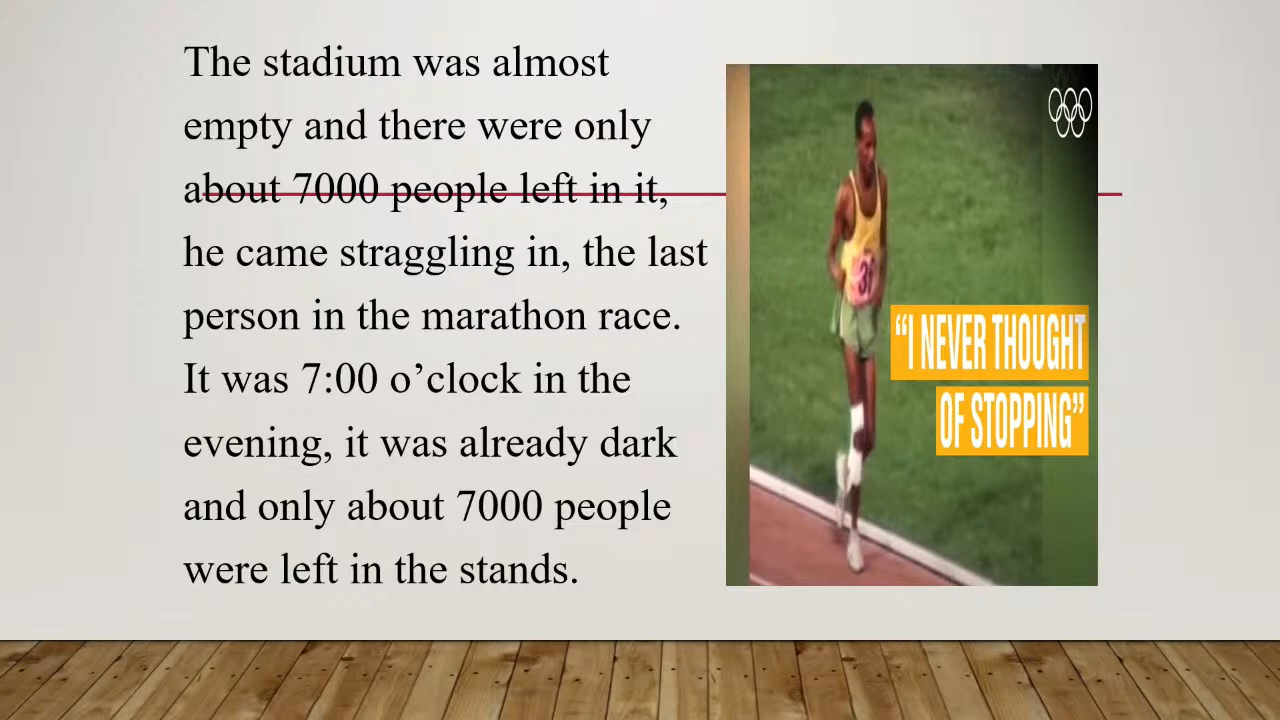 The stadium was almost
empty and there were only
about 7000 people left in it,
he came straggling in, the last
person in the marathon race.
It was 7:00 o’clock in the
evening, it was already dark
and only about 7000 people
were left in the stands.
36
“I NEVER THOUGHT
OF STOPPING”